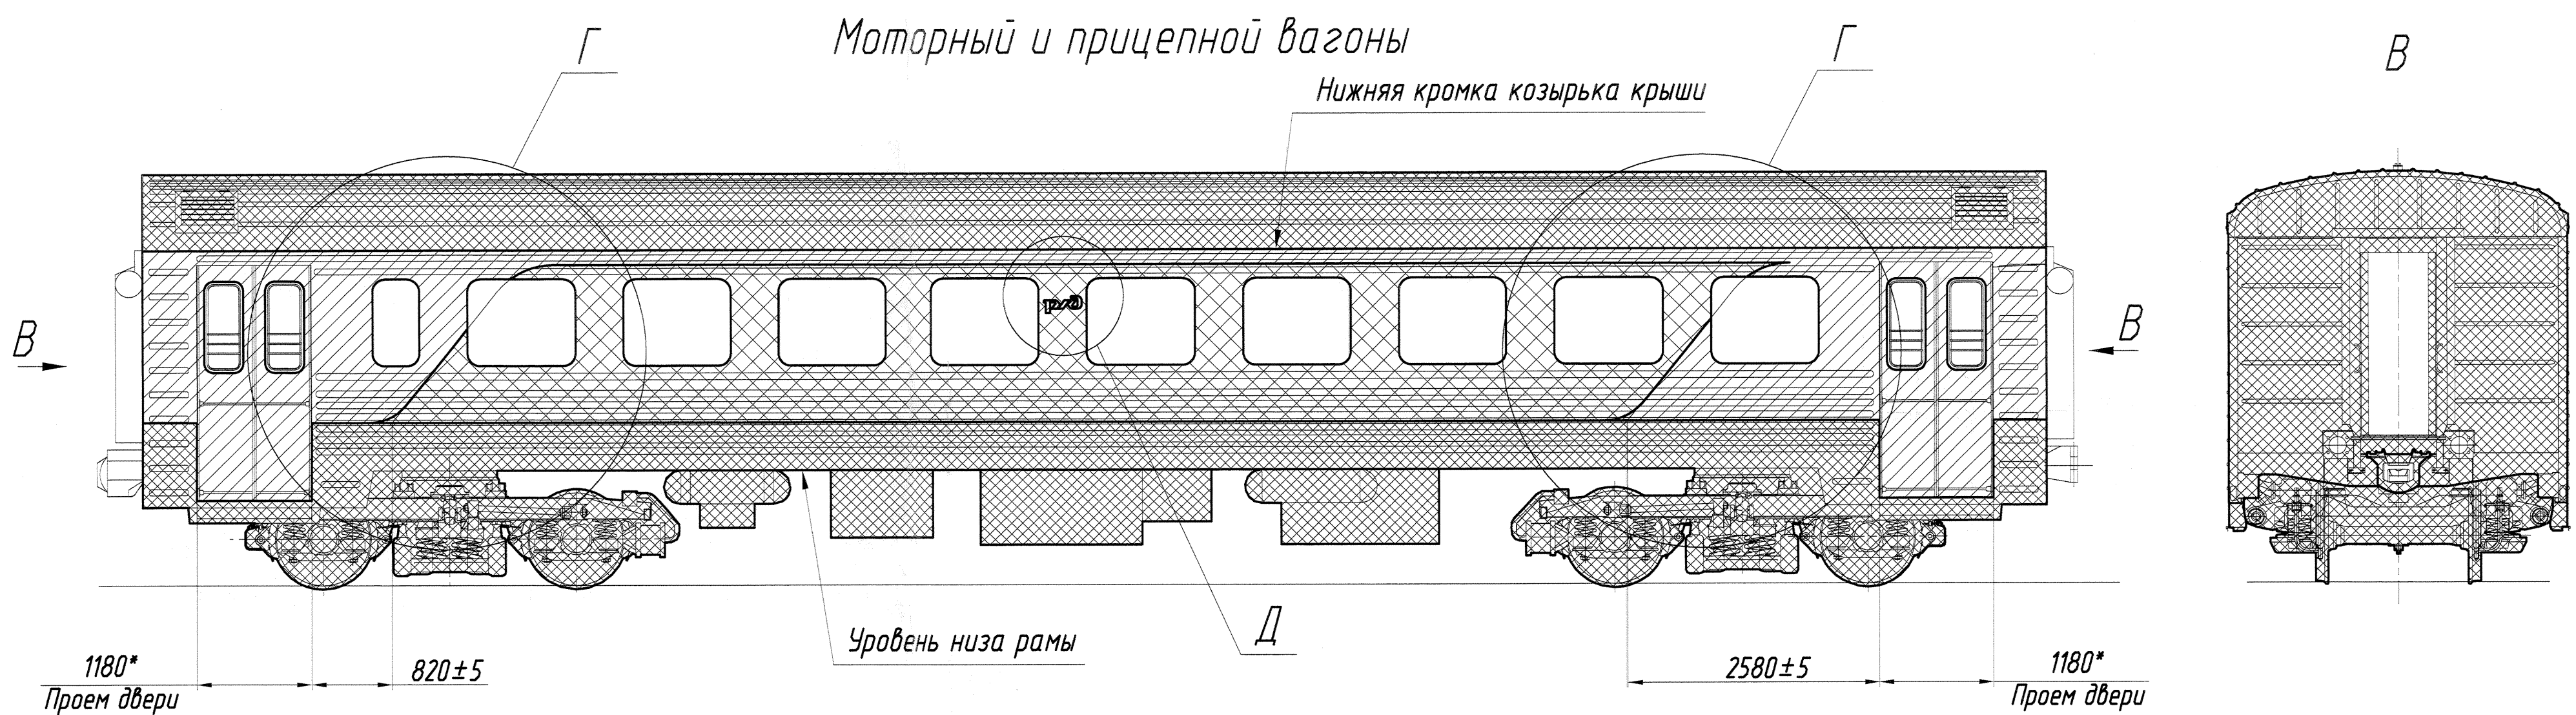 Моторный и прицепной вагоны
Г
Г
В
Нижняя кромка козырька крыши
ржд
В
В
Уровень низа рамы
Д
1180*
Проем двери
820±5
2580±5
1180*
Проем двери